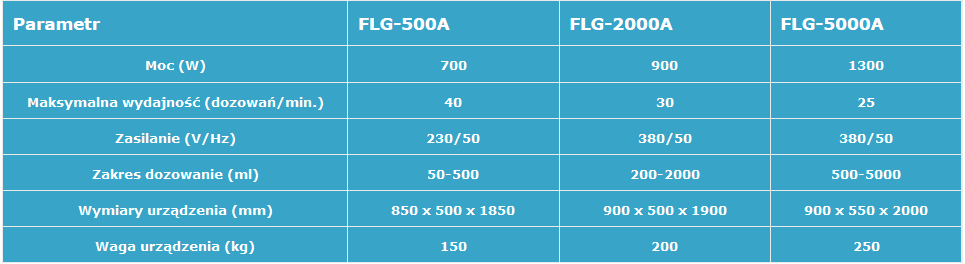 Parametr FLG-500A FLG-2000A FLG-5000A
Moc (W) 700 900 1300
Maksymalna wydajność (dozowań/min.) 40 30 25
Zasilanie (V/Hz) 230/50 380/50 380/50
Zakres dozowanie (ml) 50-500 200-2000 500-5000
Wymiary urządzenia (mm) 850 x 500 x 1850 900 x 500 x 1900 900 x 550 x 2000
Waga urządzenia (kg) 150 200 250